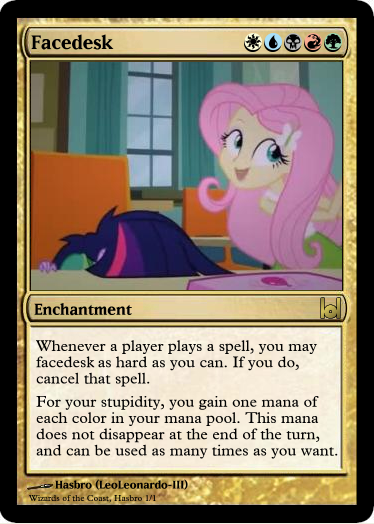 Facedesk
Enchantment
Whenever a player plays a spell, you may
facedesk as hard as you can. If you do,
cancel that spell.
For your stupidity, you gain one mana of
each color in your mana pool. This mana
does not disappear at the end of the turn,
and can be used as many times as you want.
Hasbro (LeoLeonardo-III)
Wizards of the Coast, Hasbro 1/1